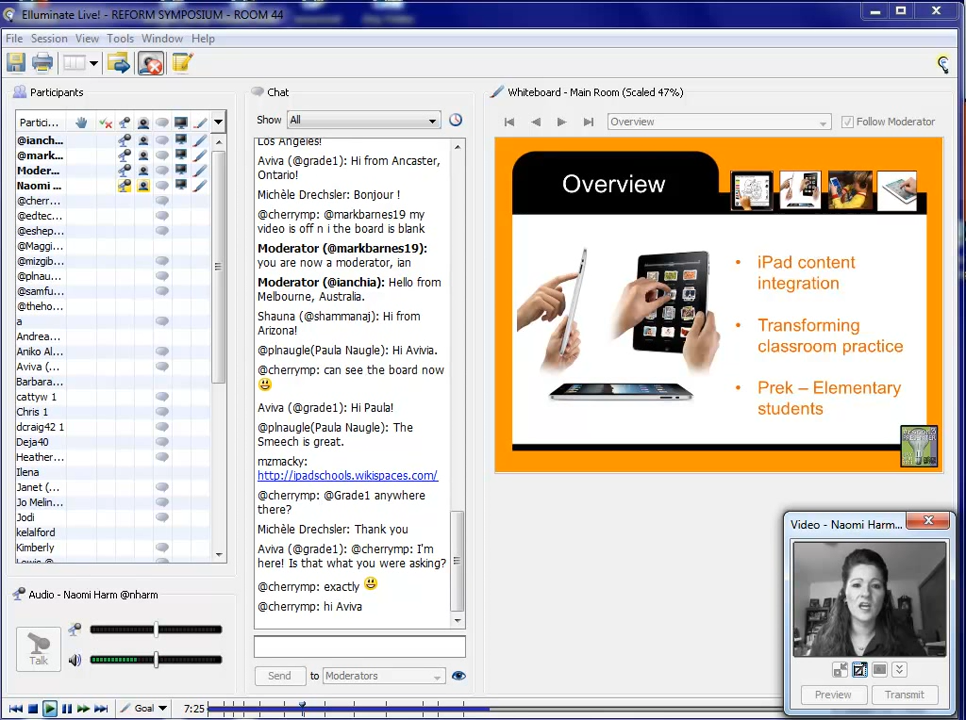 Elluminate Live! - REFORM SYMPOSIUM - ROOM 44
File Session View Tools Window Help
Participants
Partici...
@ianch...
@mark...
Moder...
Naomi ...
@cherr...
@edtec...
@eshep...
@Maggi...
@mizgib...
@plnau...
@samfu...
@theho...
a
Andrea...
Aniko Al...
Aviva (...
Barbara...
cattyw 1
Chris 1
dcraig42 1
Deja40
Heather...
Ilena
Janet (...
Jo Melin...
Jodi
kelalford
Kimberly
Audio - Naomi Harm @nharm
Talk
Chat
Show All
Los Angeles!
Aviva (@grade1): Hi from Ancaster,
Ontario!
Michèle Drechsler: Bonjour !
@cherrymp: @markbarnes19 my
video is off n i the board is blank
Moderator (@markbarnes19):
you are now a moderator, ian
Moderator (@ianchia): Hello from
Melbourne, Australia.
Shauna (@shammanaj): Hi from
Arizona!
@plnaugle(Paula Naugle): Hi Avivia.
@cherrymp: can see the board now
Aviva (@grade1): Hi Paula!
@plnaugle(Paula Naugle): The
Smeech is great.
mzmacky:
http://ipadschools.wikispaces.com/
@cherrymp: @Grade1 anywhere
there?
Michèle Drechsler: Thank you
Aviva (@grade1): @cherrymp: I'm
here! Is that what you were asking?
@cherrymp: exactly
@cherrymp: hi Aviva
Send to Moderators
Whiteboard - Main Room (Scaled 47%)
Overview
Follow Moderator
Overview
• iPad content
integration
• Transforming
classroom practice
• Prek – Elementary
students
Video - Naomi Harm...
Preview Transmit
Goal 7:25